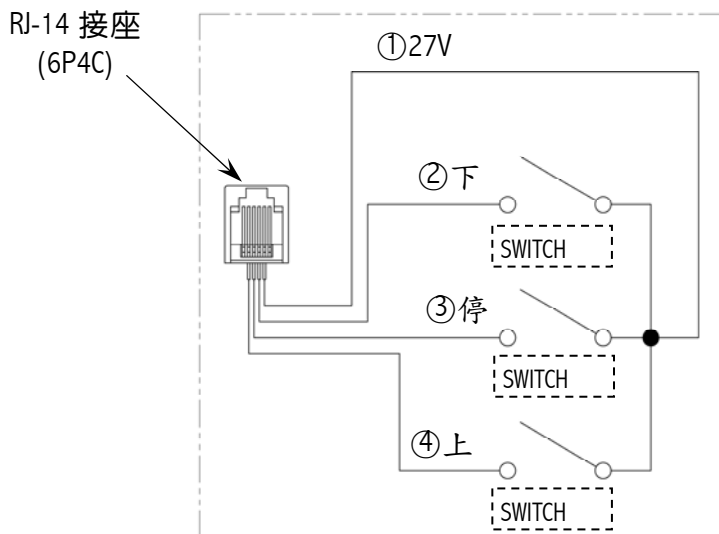 RJ-14 接座
(6P4C)
①27V
②下
SWITCH
③停
SWITCH
④上
SWITCH